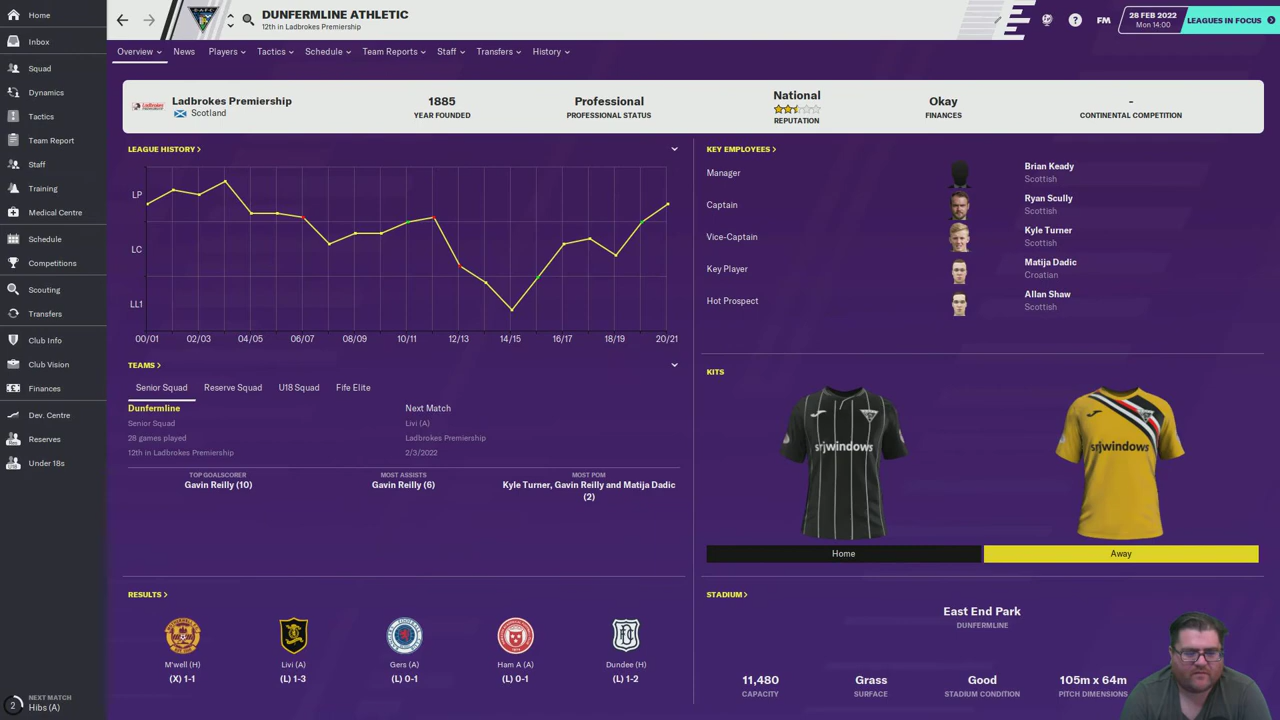 DUNFERMLINE ATHLETIC
12th in Ladbrokes Premiership
FM
28 FEB 2022
Mon 14:00
LEAGUES IN FOCUS
Home
Inbox
Squad
Dynamics
Tactics
Team Report
Staff
Training
Medical Centre
Schedule
Competitions
Scouting
Transfers
Club Info
Club Vision
Finances
Dev. Centre
Reserves
Under 18s
2
NEXT MATCH
Hibs (A)
Overview News Players Tactics Schedule Team Reports Staff Transfers History
Ladbrokes Premiership
Scotland
1885
YEAR FOUNDED
Professional
PROFESSIONAL STATUS
National
REPUTATION
Okay
FINANCES
-
CONTINENTAL COMPETITION
LEAGUE HISTORY >
LP
LC
LL1
00/01 02/03 04/05 06/07 08/09 10/11 12/13 14/15 16/17 18/19 20/21
TEAMS >
Senior Squad Reserve Squad U18 Squad Fife Elite
Dunfermline
Senior Squad
28 games played
12th in Ladbrokes Premiership
Next Match
Livi (A)
Ladbrokes Premiership
2/3/2022
TOP GOALSCORER
Gavin Reilly (10)
MOST ASSISTS
Gavin Reilly (6)
MOST POM
Kyle Turner, Gavin Reilly and Matija Dadic
(2)
RESULTS >
M'well (H)
(X) 1-1
Livi (A)
(L) 1-3
Gers (A)
(L) 0-1
Ham A (A)
(L) 0-1
Dundee (H)
(L) 1-2
KEY EMPLOYEES >
Manager
Brian Keady
Scottish
Captain
Ryan Scully
Scottish
Vice-Captain
Kyle Turner
Scottish
Key Player
Matija Dadic
Croatian
Hot Prospect
Allan Shaw
Scottish
KITS
srjwindows
srjwindows
Home
Away
STADIUM >
East End Park
DUNFERMLINE
11,480
CAPACITY
Grass
SURFACE
Good
STADIUM CONDITION
105m x 64m
PITCH DIMENSIONS